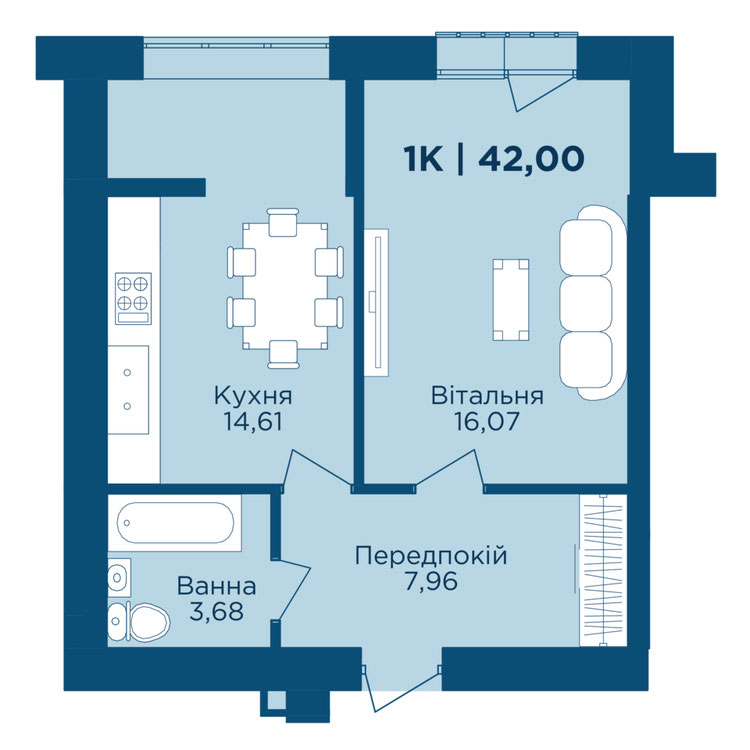 1К | 42,00
Кухня
14,61
Вітальня
16,07
Передпокій
7,96
Ванна
3,68